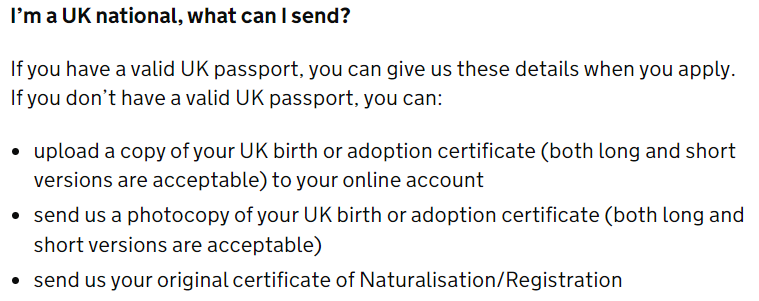 I'm a UK national, what can I send?
If you have a valid UK passport, you can give us these details when you apply.
If you don't have a valid UK passport, you can:
• upload a copy of your UK birth or adoption certificate (both long and short
versions are acceptable) to your online account
• send us a photocopy of your UK birth or adoption certificate (both long and
short versions are acceptable)
• send us your original certificate of Naturalisation/Registration